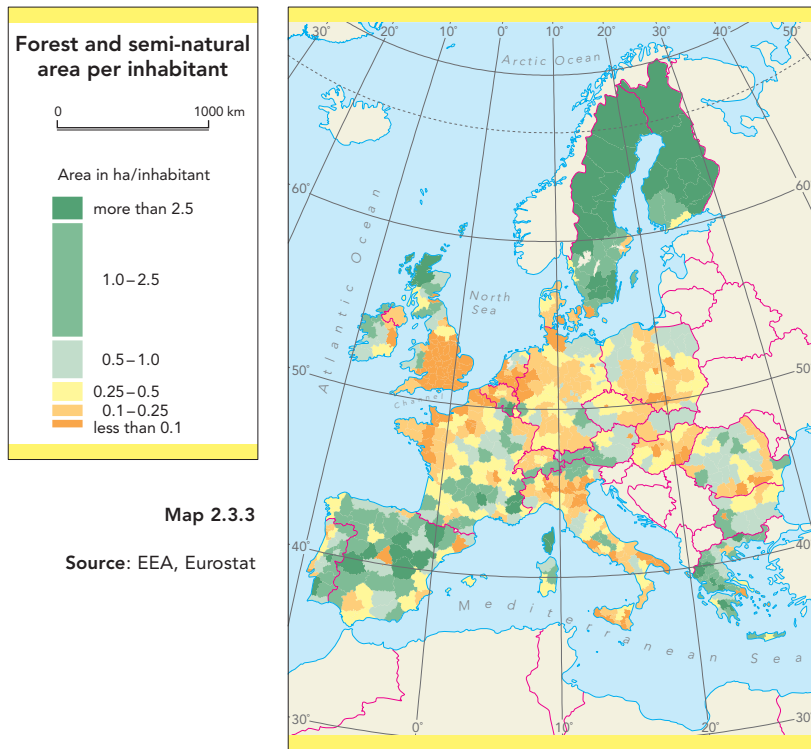 Forest and semi-natural
area per inhabitant
0 1000 km
Area in ha/inhabitant
more than 2.5
1.0–2.5
0.5–1.0
0.25–0.5
0.1–0.25
less than 0.1
Map 2.3.3
Source: EEA, Eurostat
30° 20° 10° 0° 10° 20° 30° 40° 50°
Arctic Ocean
60° 60°
Atlantic Ocean
North
Sea
50° 50°
Channel
40° 40°
Mediterranean Sea
30° 30°
0° 10° 20°